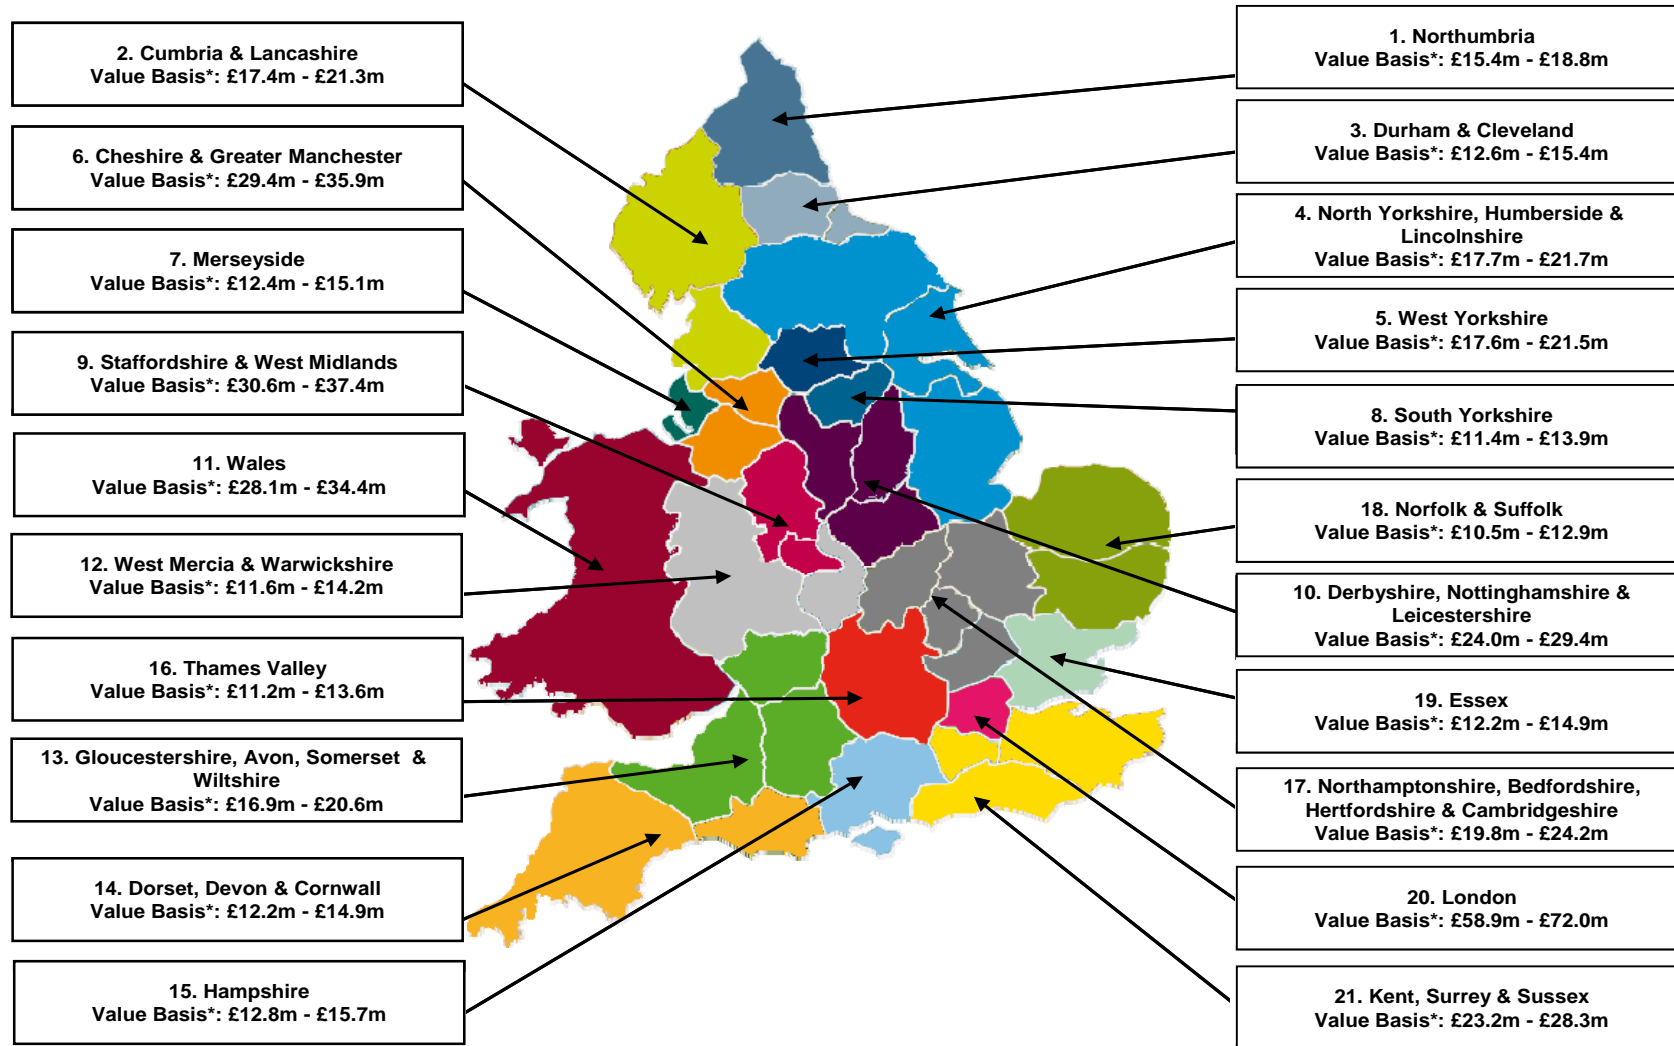 2. Cumbria & Lancashire
Value Basis*: £17.4m - £21.3m
6. Cheshire & Greater Manchester
Value Basis*: £29.4m - £35.9m
7. Merseyside
Value Basis*: £12.4m - £15.1m
9. Staffordshire & West Midlands
Value Basis*: £30.6m - £37.4m
11. Wales
Value Basis*: £28.1m - £34.4m
12. West Mercia & Warwickshire
Value Basis*: £11.6m - £14.2m
16. Thames Valley
Value Basis*: £11.2m - £13.6m
13. Gloucestershire, Avon, Somerset &
Wiltshire
Value Basis*: £16.9m - £20.6m
14. Dorset, Devon & Cornwall
Value Basis*: £12.2m - £14.9m
15. Hampshire
Value Basis*: £12.8m - £15.7m
1. Northumbria
Value Basis*: £15.4m - £18.8m
3. Durham & Cleveland
Value Basis*: £12.6m - £15.4m
4. North Yorkshire, Humberside &
Lincolnshire
Value Basis*: £17.7m - £21.7m
5. West Yorkshire
Value Basis*: £17.6m - £21.5m
8. South Yorkshire
Value Basis*: £11.4m - £13.9m
18. Norfolk & Suffolk
Value Basis*: £10.5m - £12.9m
10. Derbyshire, Nottinghamshire &
Leicestershire
Value Basis*: £24.0m - £29.4m
19. Essex
Value Basis*: £12.2m - £14.9m
17. Northamptonshire, Bedfordshire,
Hertfordshire & Cambridgeshire
Value Basis*: £19.8m - £24.2m
20. London
Value Basis*: £58.9m - £72.0m
21. Kent, Surrey & Sussex
Value Basis*: £23.2m - £28.3m